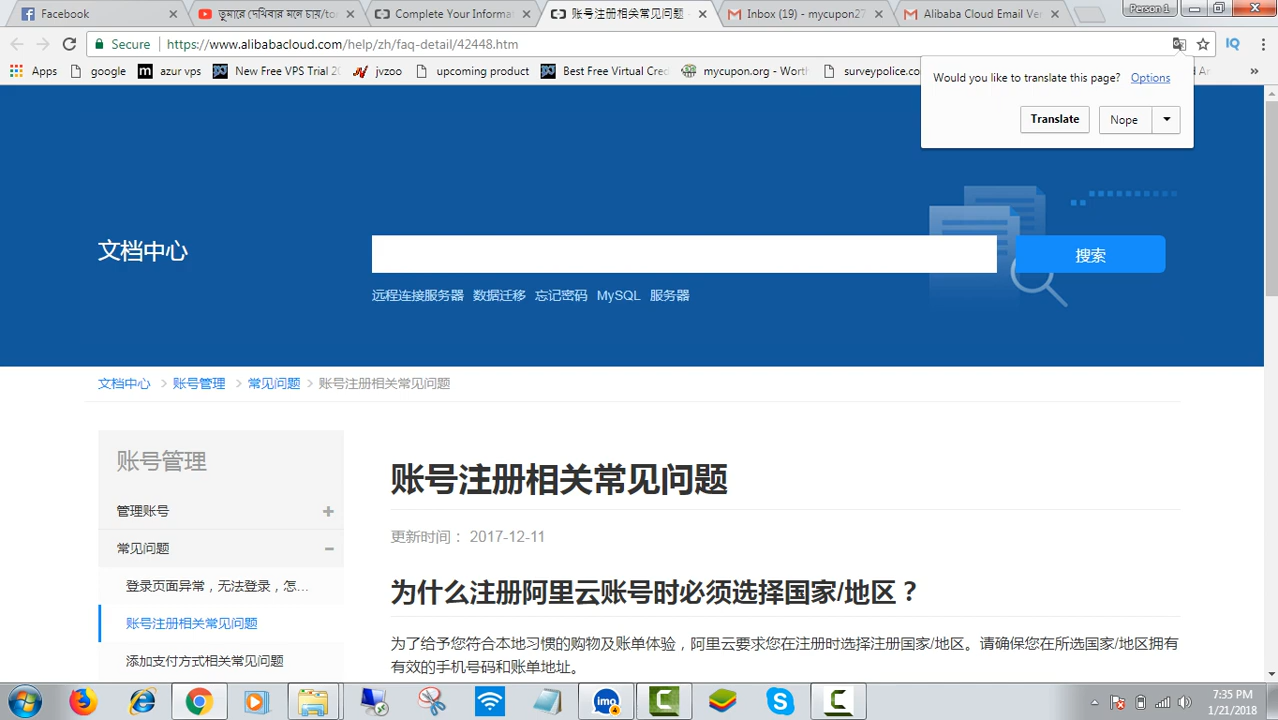 Facebook
তুমারে দেখিবার মনে চায়/to
Complete Your Informa
账号注册相关常见问题
Inbox (19) - mycupon27
Alibaba Cloud Email Ve
Person 1
Secure
https://www.alibabacloud.com/help/zh/faq-detail/42448.htm
Apps
google
azur vps
New Free VPS Trial 20
jvzoo
upcoming product
Best Free Virtual Cred
mycupon.org - Worth
surveypolice.co
Would you like to translate this page? Options
Translate
Nope
文档中心
搜索
远程连接服务器 数据迁移 忘记密码 MySQL 服务器
文档中心 > 账号管理 > 常见问题 > 账号注册相关常见问题
账号管理
管理账号
常见问题
登录页面异常，无法登录，怎...
账号注册相关常见问题
添加支付方式相关常见问题
账号注册相关常见问题
更新时间： 2017-12-11
为什么注册阿里云账号时必须选择国家/地区？
为了给予您符合本地习惯的购物及账单体验，阿里云要求您在注册时选择注册国家/地区。请确保您在所选国家/地区拥有
有效的手机号码和账单地址。
imo
4
7:35 PM
1/21/2018